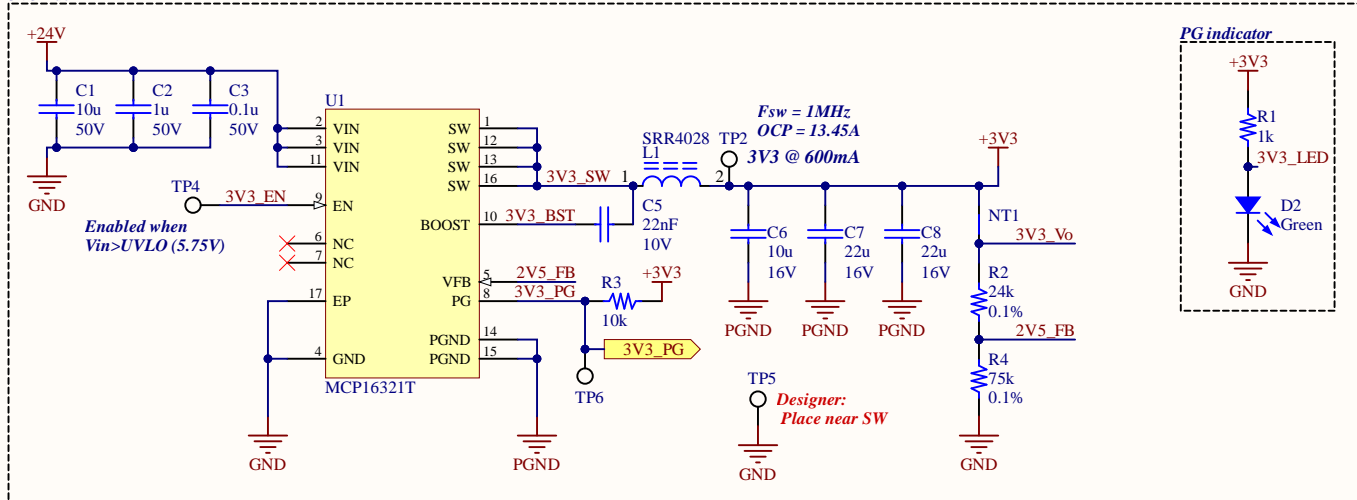 +24V
C1
10u
50V
C2
1u
50V
C3
0.1u
50V
GND
TP4
3V3_EN
Enabled when
Vin>UVLO (5.75V)
U1
2 VIN
3 VIN
11 VIN
9 EN
6 NC
7 NC
17 EP
4 GND
SW 1
SW 12
SW 13
SW 16
BOOST 10
VFB 5
PG 8
PGND 14
PGND 15
MCP16321T
GND
PGND
3V3_SW
3V3_BST
C5
22nF
10V
2V5_FB
3V3_PG
R3
10k
+3V3
3V3_PG
TP6
SRR4028
L1
1
2
TP2
Fsw = 1MHz
OCP = 13.45A
3V3 @ 600mA
C6
10u
16V
PGND
C7
22u
16V
PGND
C8
22u
16V
PGND
TP5
Designer:
Place near SW
GND
+3V3
NT1
3V3_Vo
R2
24k
0.1%
2V5_FB
R4
75k
0.1%
GND
PG indicator
+3V3
R1
1k
3V3_LED
D2
Green
GND